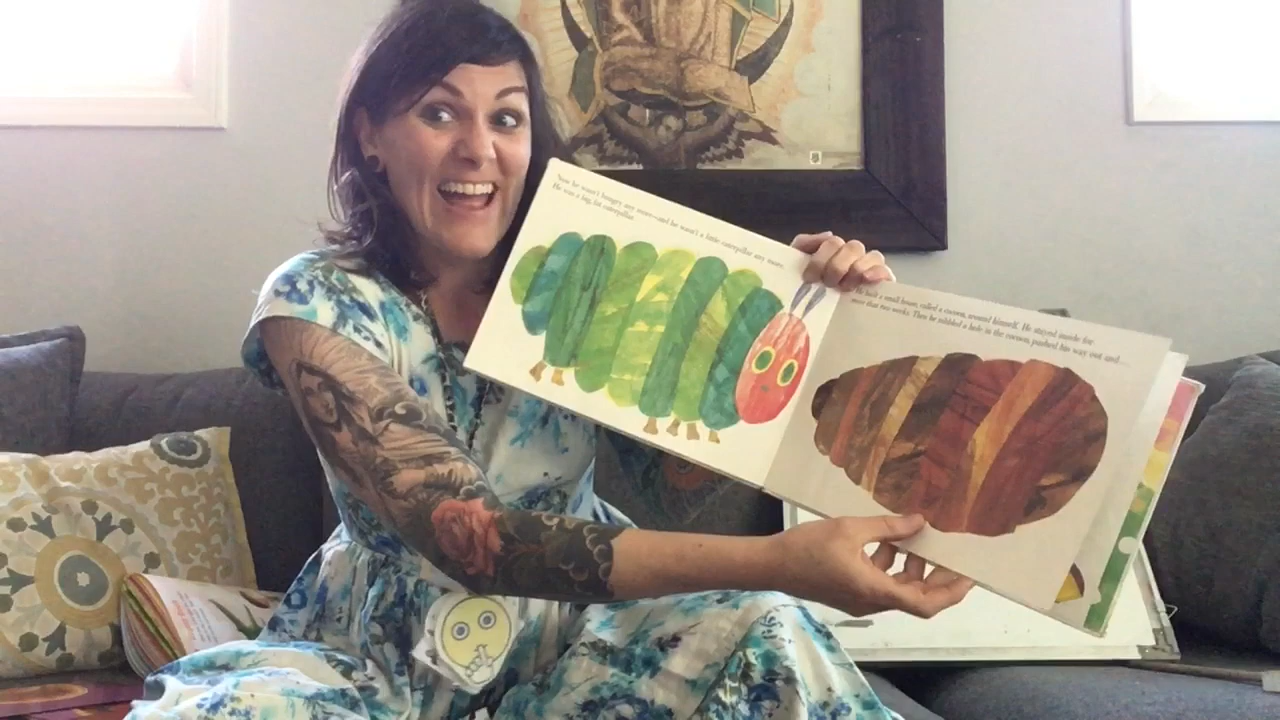 Now he wasn't hungry any more—and he wasn't a little caterpillar any more.
He was a big, fat caterpillar.
He built a small house, called a cocoon, around himself. He stayed inside for
more than two weeks. Then he nibbled a hole in the cocoon, pushed his way out and....